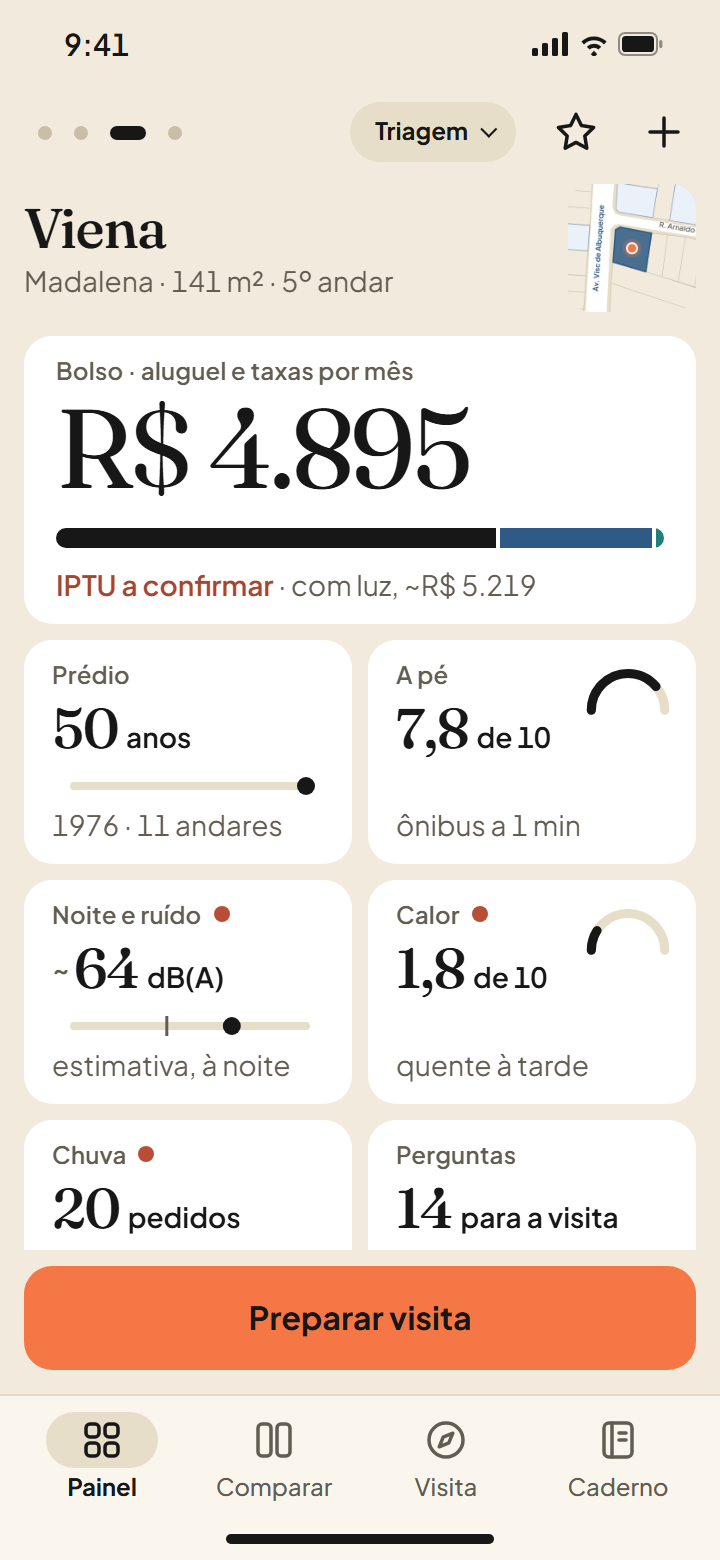 9:41
Triagem
Viena
Madalena · 141 m² · 5º andar
Av. Visc de Albuquerque
R. Arnaldo
Bolso · aluguel e taxas por mês
R$ 4.895
IPTU a confirmar · com luz, ~R$ 5.219
Prédio
50 anos
1976 · 11 andares
A pé
7,8 de 10
ônibus a 1 min
Noite e ruído
~64 dB(A)
estimativa, à noite
Calor
1,8 de 10
quente à tarde
Chuva
20 pedidos
Perguntas
14 para a visita
Preparar visita
Painel
Comparar
Visita
Caderno